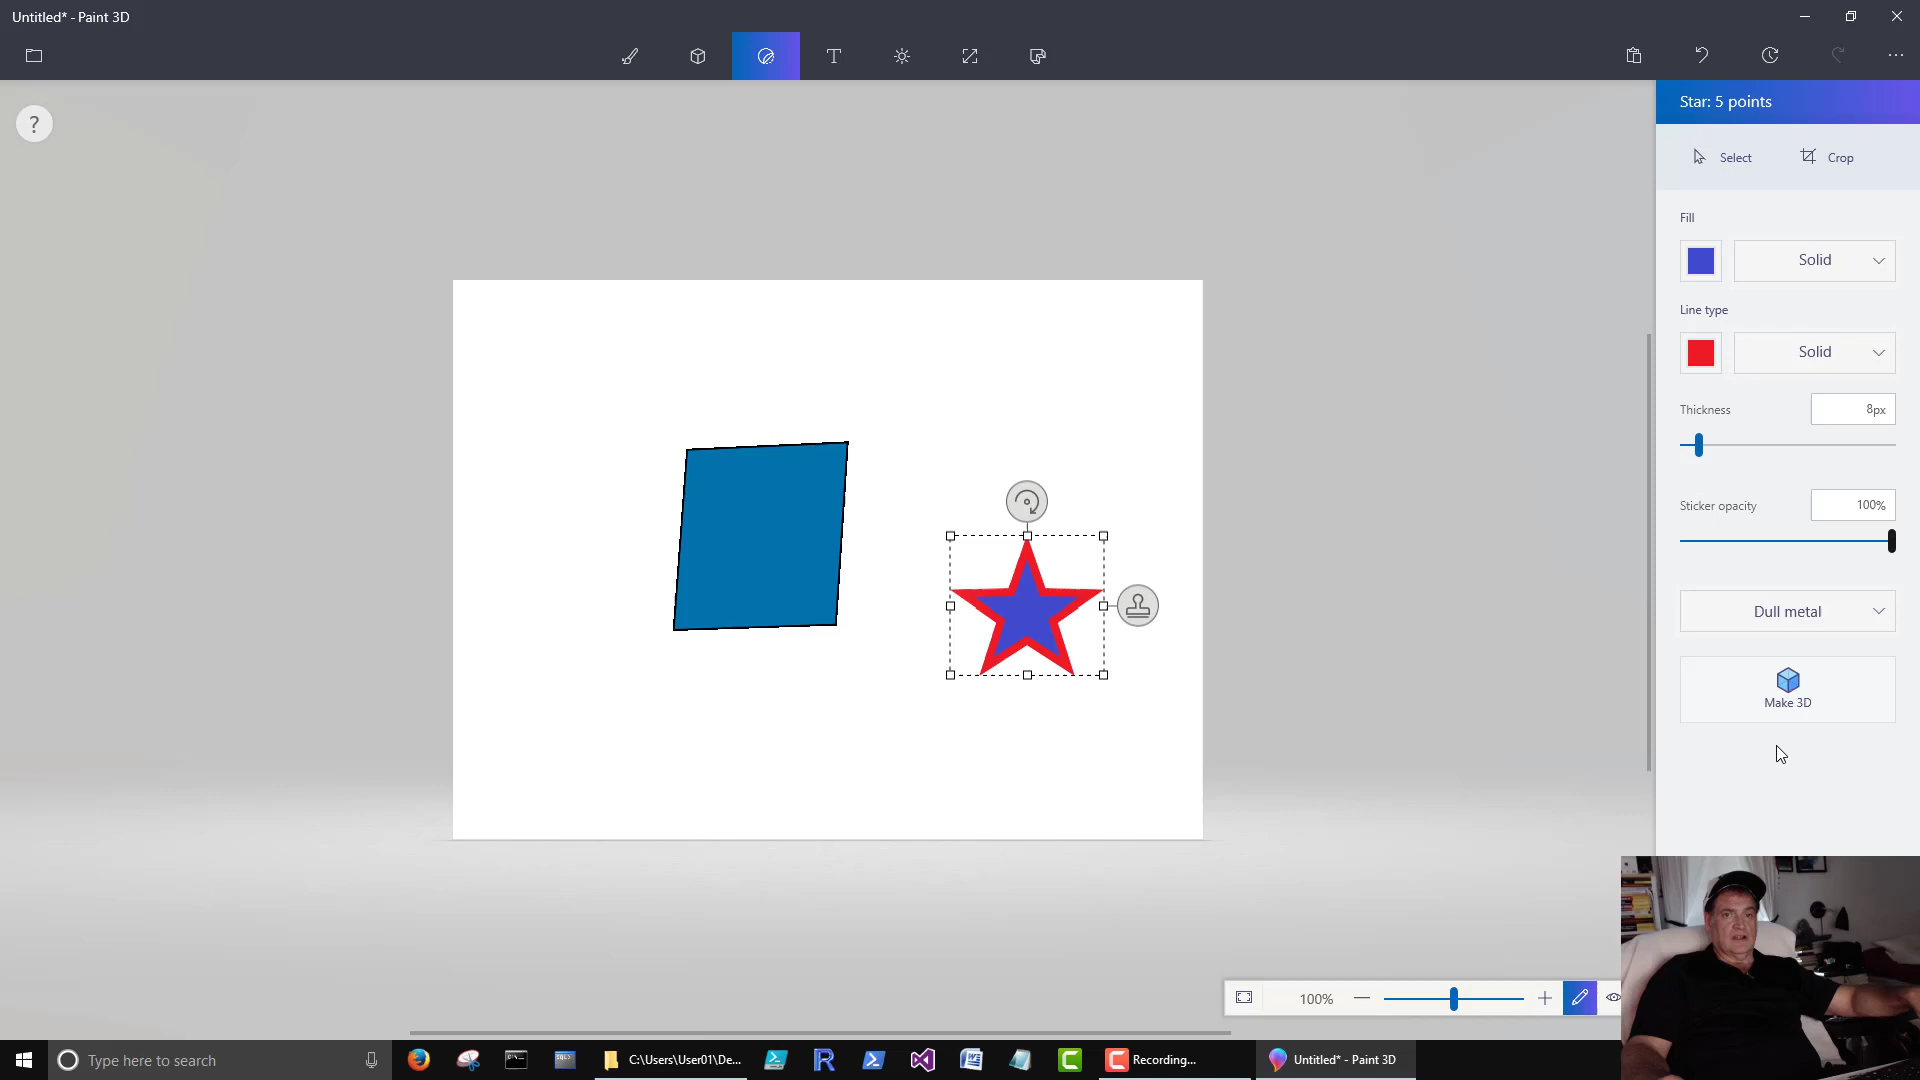 Untitled* - Paint 3D
?
Star: 5 points
Select
Crop
Fill
Solid
Line type
Solid
Thickness
8px
Sticker opacity
100%
Dull metal
Make 3D
100%
Type here to search
C:\Users\User01\De...
Recording...
Untitled* - Paint 3D